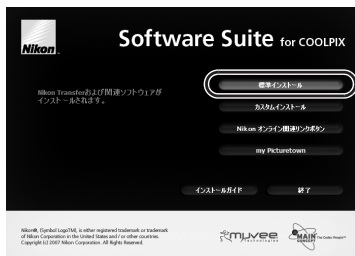 Nikon
Software Suite for COOLPIX
Nikon Transferおよび関連ソフトウェアが
インストールされます。
標準インストール
カスタムインストール
Nikon オンライン関連リンクボタン
my Picturetown
インストールガイド
終了
Nikon®, (Symbol Logo TM), is either registered trademark or trademark
of Nikon Corporation in the United States and / or other countries.
Copyright (c) 2007 Nikon Corporation. All Rights Reserved.
muvee
Technologies
MAIN
CONCEPT
The Codec People™